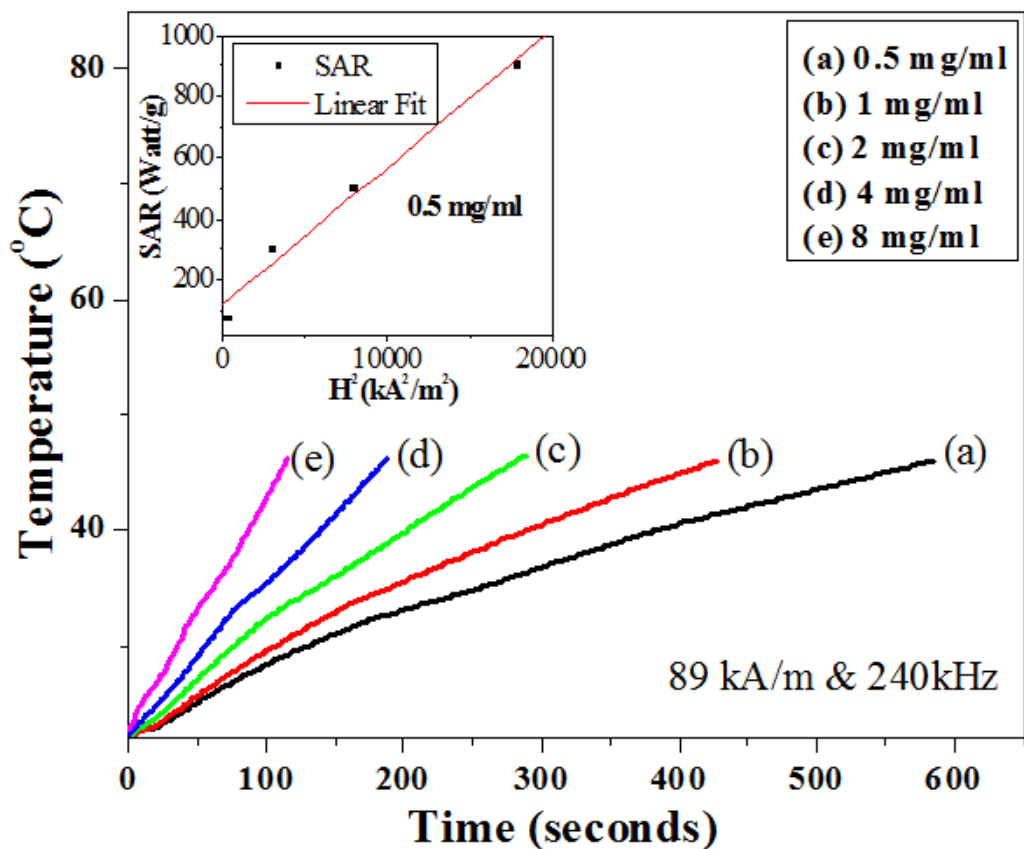 1000
800
600
400
200
0
10000
20000
SAR (Watt/g)
H²(kA²/m²)
SAR
Linear Fit
0.5 mg/ml
(a) 0.5 mg/ml
(b) 1 mg/ml
(c) 2 mg/ml
(d) 4 mg/ml
(e) 8 mg/ml
80
60
40
Temperature (°C)
(e)
(d)
(c)
(b)
(a)
89 kA/m & 240kHz
0
100
200
300
400
500
600
Time (seconds)